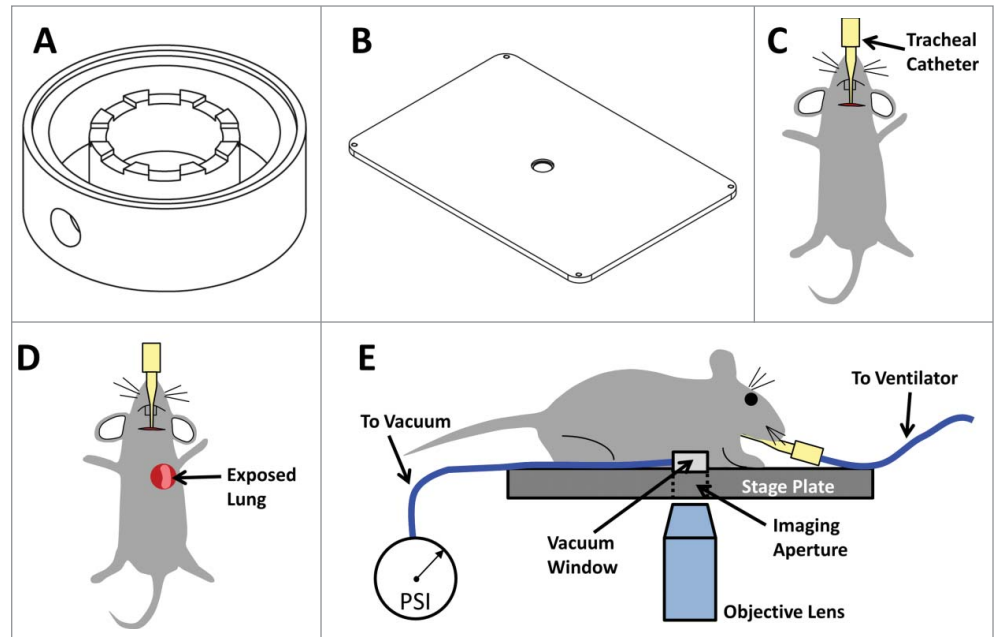 A
B
C
Tracheal
Catheter
D
Exposed
Lung
E
To Vacuum
To Ventilator
Stage Plate
Vacuum
Window
Imaging
Aperture
PSI
Objective Lens